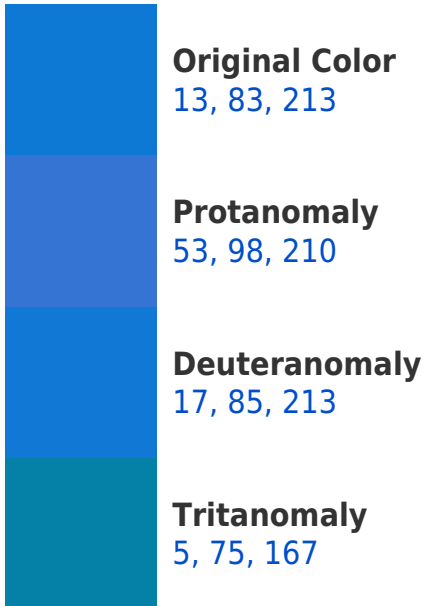 Original Color
13, 83, 213
Protanomaly
53, 98, 210
Deuteranomaly
17, 85, 213
Tritanomaly
5, 75, 167